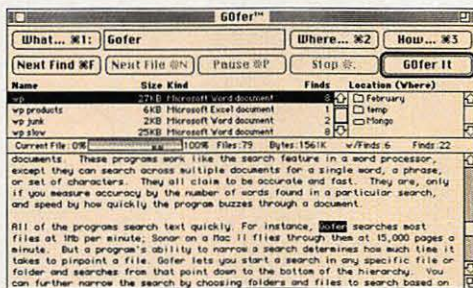 GOfer™
What... ⌘1: Gofer Where... ⌘2 How... ⌘3
Next Find ⌘F Next File ⌘N Pause ⌘P Stop ⌘. GOfer It
Name Size Kind Finds Location (Where)
wp 27KB Microsoft Word document 8 February
wp products 6KB Microsoft Excel document 1 temp
wp junk 2KB Microsoft Word document 2 Mongo
wp slow 25KB Microsoft Word document 8
Current File: 0% 100% Files:79 Bytes:1561K w/Finds:6 Finds:22
documents. These programs work like the search feature in a word processor,
except they can search across multiple documents for a single word, a phrase,
or set of characters. They all claim to be accurate and fast. They are, only
if you measure accuracy by the number of words found in a particular search,
and speed by how quickly the program buzzes through a document.
All of the programs search text quickly. For instance, Gofer searches most
files at 1Mb per minute; Sonar on a Mac II flies through them at 15,000 pages a
minute. But a program's ability to narrow a search determines how much time it
takes to pinpoint a file. Gofer lets you start a search in any specific file or
folder and searches from that point down to the bottom of the hierarchy. You
can further narrow the search by choosing folders and files to search based on